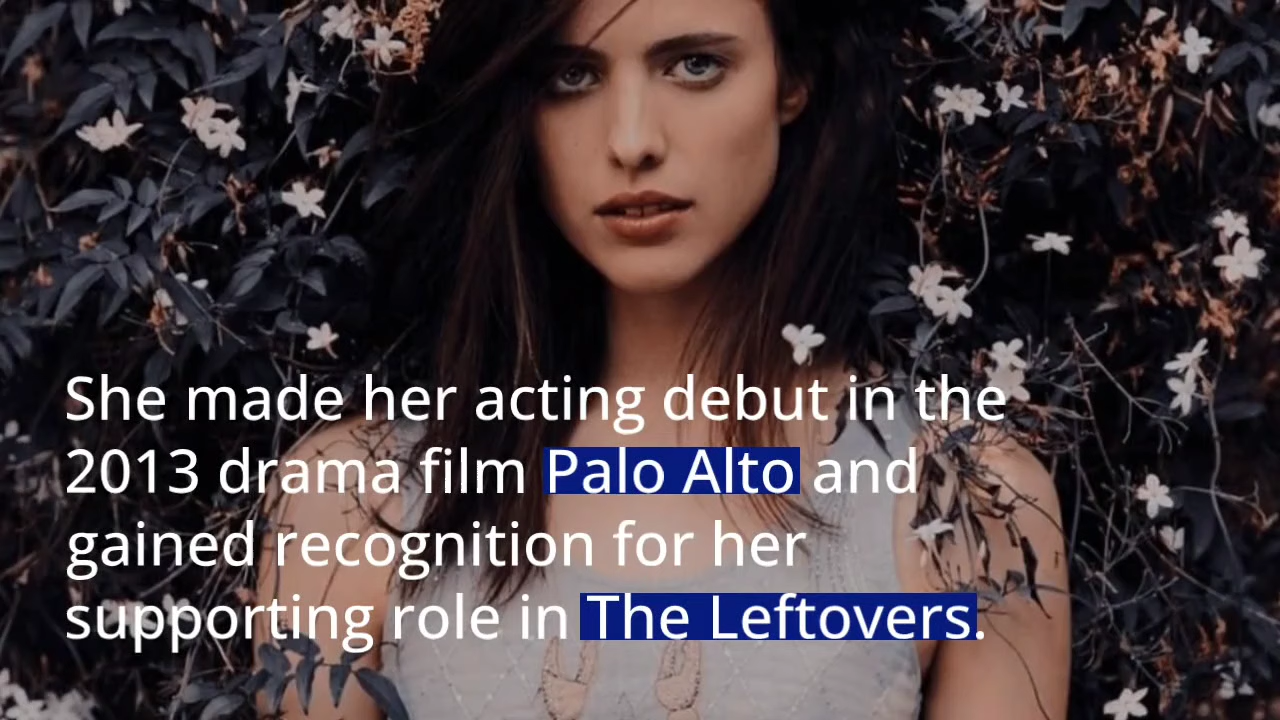 She made her acting debut in the
2013 drama film Palo Alto and
gained recognition for her
supporting role in The Leftovers.